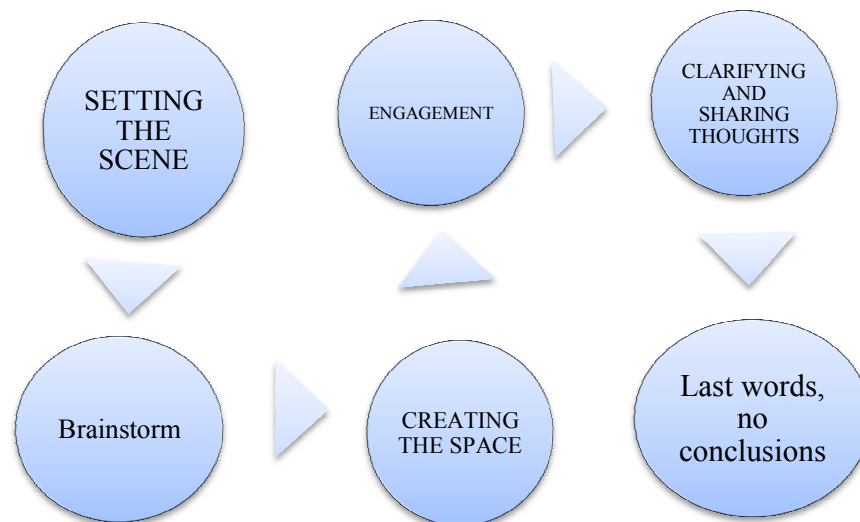 SETTING
THE
SCENE
Brainstorm
CREATING
THE SPACE
ENGAGEMENT
CLARIFYING
AND
SHARING
THOUGHTS
Last words,
no
conclusions